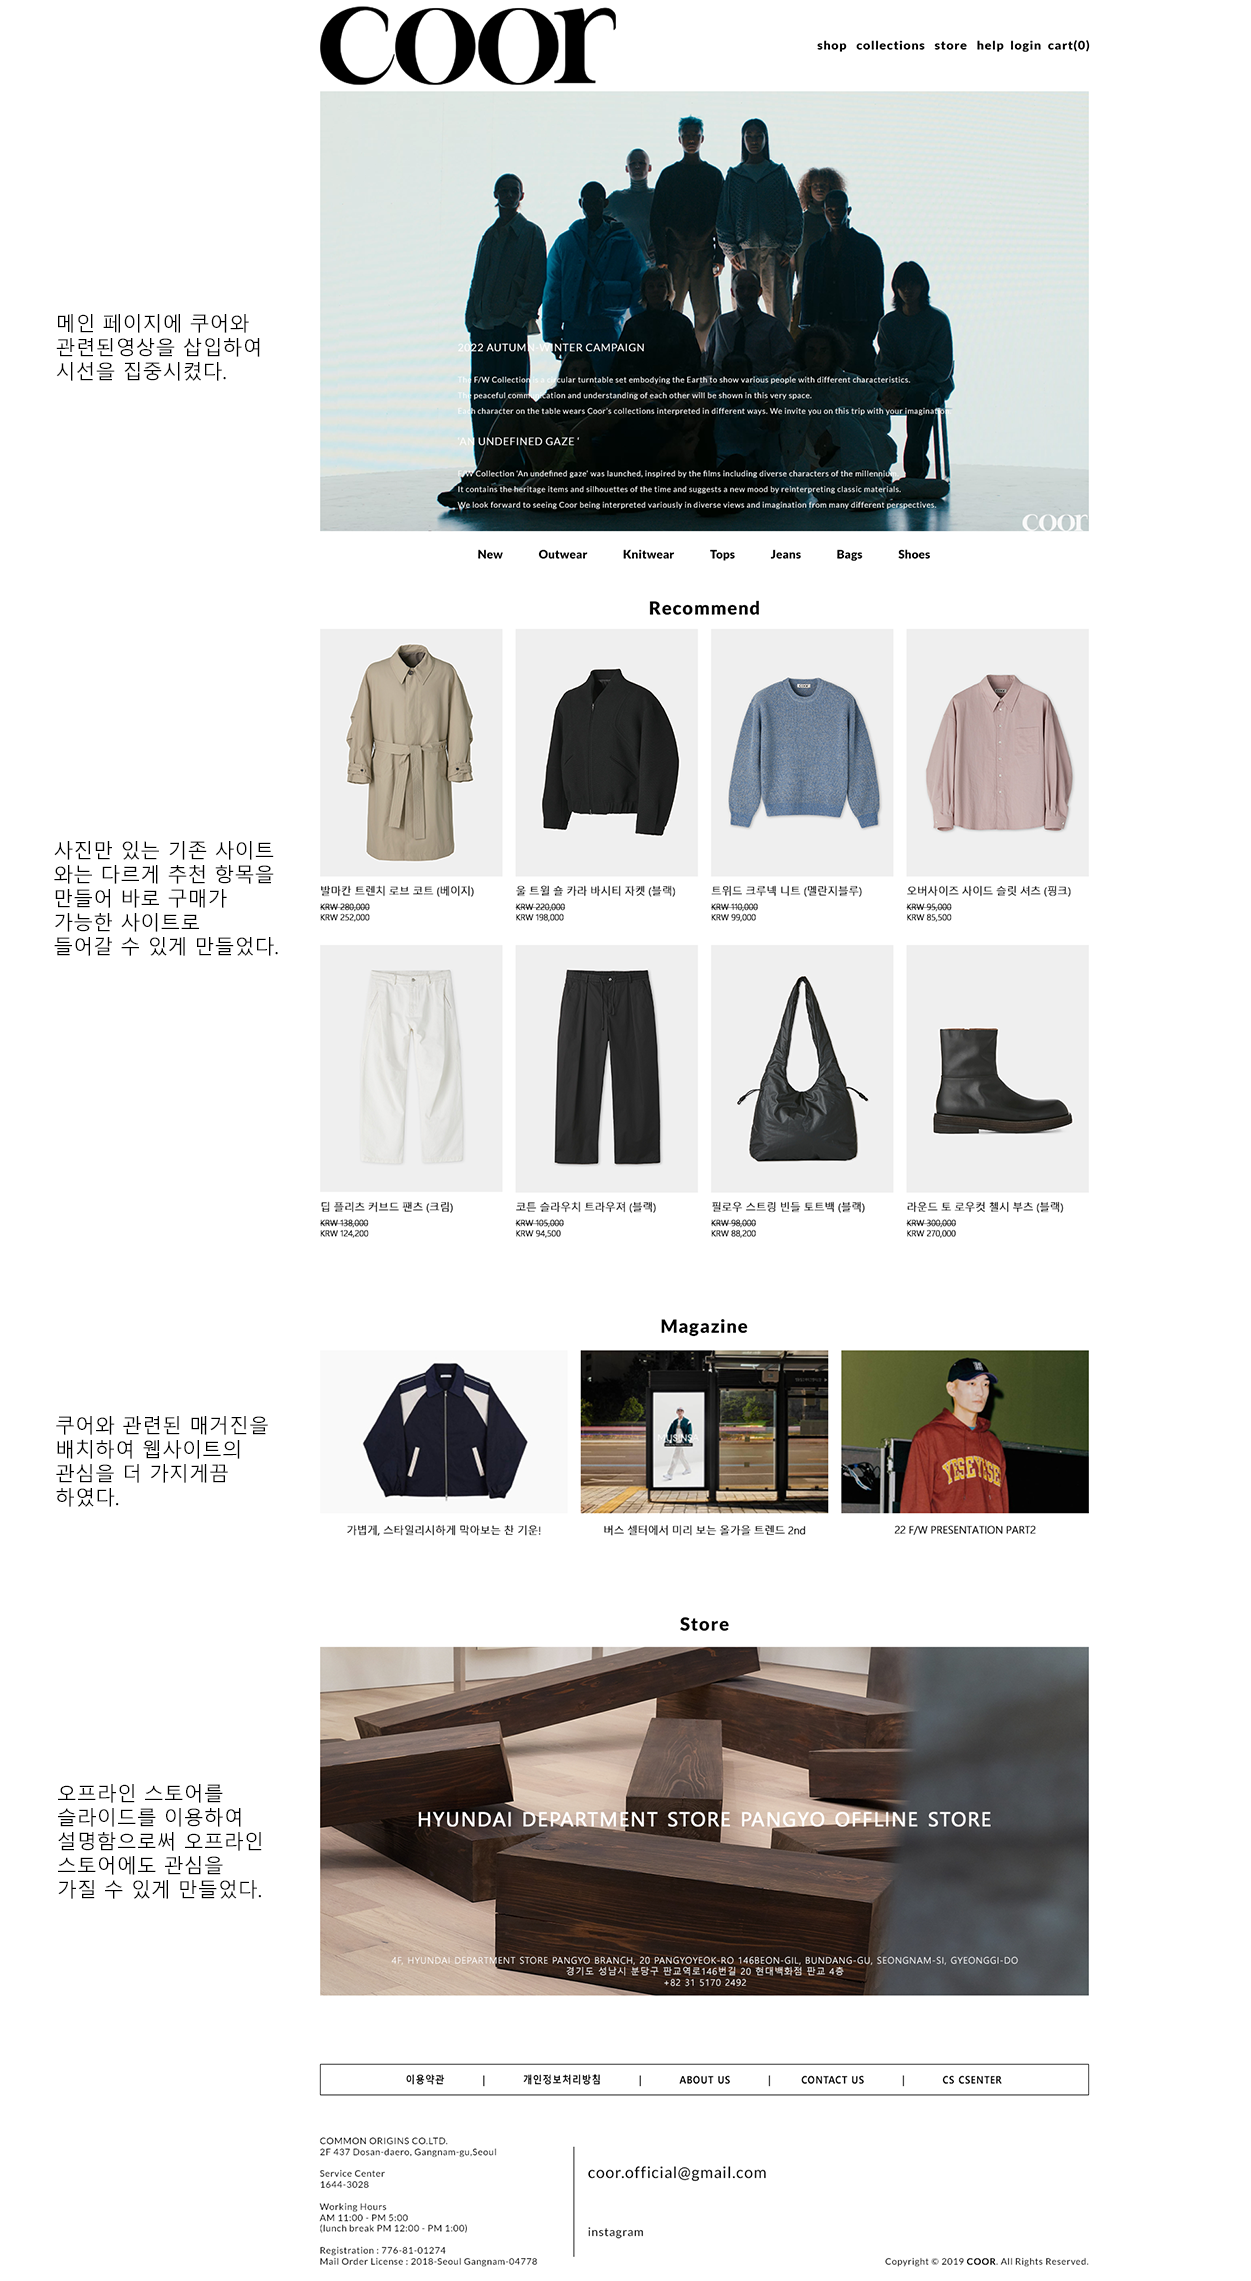 coor
shop collections store help login cart(0)
메인 페이지에 쿠어와
관련된영상을 삽입하여
시선을 집중시켰다.
2022 AUTUMN-WINTER CAMPAIGN
The F/W Collection is a circular turntable set embodying the Earth to show various people with different characteristics.
The peaceful communication and understanding of each other will be shown in this very space.
Each character on the table wears Coor's collections interpreted in different ways. We invite you on this trip with your imagination.
'AN UNDEFINED GAZE '
F/W Collection 'An undefined gaze' was launched, inspired by the films including diverse characters of the millennium.
It contains the heritage items and silhouettes of the time and suggests a new mood by reinterpreting classic materials.
We look forward to seeing Coor being interpreted variously in diverse views and imagination from many different perspectives.
coor
New Outwear Knitwear Tops Jeans Bags Shoes
Recommend
사진만 있는 기존 사이트
와는 다르게 추천 항목을
만들어 바로 구매가
가능한 사이트로
들어갈 수 있게 만들었다.
발마칸 트렌치 로브 코트 (베이지)
KRW 280,000
KRW 252,000
울 트윌 숄 카라 바시티 자켓 (블랙)
KRW 220,000
KRW 198,000
트위드 크루넥 니트 (멜란지블루)
KRW 110,000
KRW 99,000
오버사이즈 사이드 슬릿 셔츠 (핑크)
KRW 95,000
KRW 85,500
딥 플리츠 커브드 팬츠 (크림)
KRW 138,000
KRW 124,200
코튼 슬라우치 트라우져 (블랙)
KRW 105,000
KRW 94,500
필로우 스트링 번들 토트백 (블랙)
KRW 98,000
KRW 88,200
라운드 토 로우컷 첼시 부츠 (블랙)
KRW 300,000
KRW 270,000
Magazine
쿠어와 관련된 매거진을
배치하여 웹사이트의
관심을 더 가지게끔
하였다.
MUSINSA
YESEYESEE
가볍게, 스타일리시하게 막아보는 찬 기운!
버스 셸터에서 미리 보는 올가을 트렌드 2nd
22 F/W PRESENTATION PART2
Store
오프라인 스토어를
슬라이드를 이용하여
설명함으로써 오프라인
스토어에도 관심을
가질 수 있게 만들었다.
HYUNDAI DEPARTMENT STORE PANGYO OFFLINE STORE
4F, HYUNDAI DEPARTMENT STORE PANGYO BRANCH, 20 PANGYOYEOK-RO 146BEON-GIL, BUNDANG-GU, SEONGNAM-SI, GYEONGGI-DO
경기도 성남시 분당구 판교역로146번길 20 현대백화점 판교 4층
+82 31 5170 2492
이용약관 | 개인정보처리방침 | ABOUT US | CONTACT US | CS CSENTER
COMMON ORIGINS CO.LTD.
2F 437 Dosan-daero, Gangnam-gu,Seoul
Service Center
1644-3028
Working Hours
AM 11:00 - PM 5:00
(lunch break PM 12:00 - PM 1:00)
Registration : 776-81-01274
Mail Order License : 2018-Seoul Gangnam-04778
coor.official@gmail.com
instagram
Copyright © 2019 COOR. All Rights Reserved.